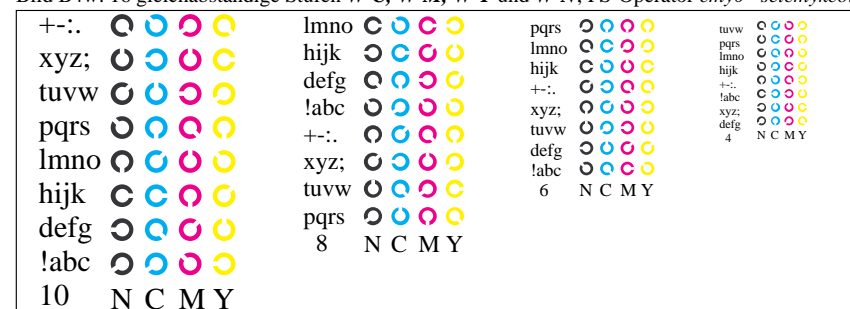 +-:.
xyz;
tuvw
pqrs
lmno
hijk
defg
!abc
10 N C M Y
lmno
hijk
defg
!abc
+-:.
xyz;
tuvw
pqrs
8 N C M Y
pqrs
lmno
hijk
+-:.
xyz;
tuvw
defg
!abc
6 N C M Y
tuvw
pqrs
lmno
hijk
+-:.
!abc
xyz;
defg
4 N C M Y